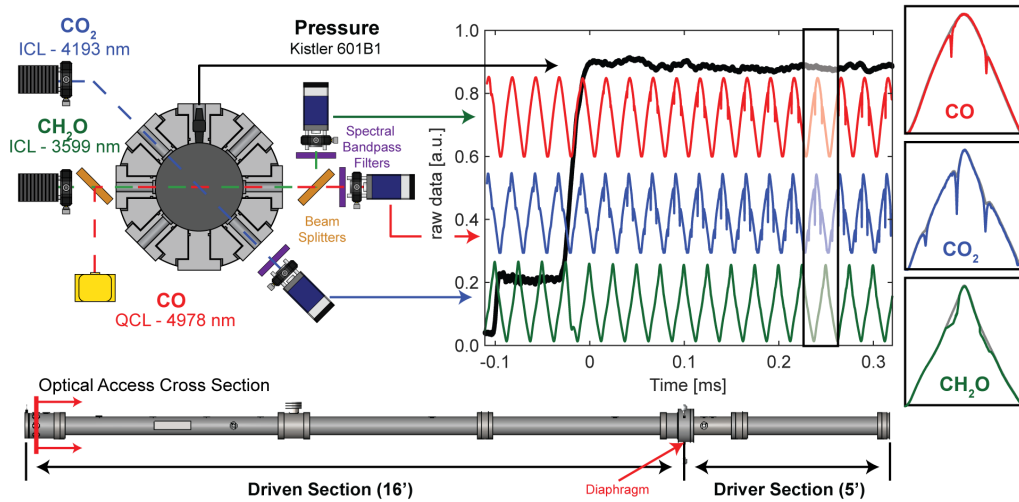 CO₂
ICL - 4193 nm
CH₂O
ICL - 3599 nm
Pressure
Kistler 601B1
Spectral
Bandpass
Filters
Beam
Splitters
CO
QCL - 4978 nm
raw data [a.u.]
1.0
0.8
0.6
0.4
0.2
0.0
-0.1
0
0.1
0.2
0.3
Time [ms]
CO
CO₂
CH₂O
Optical Access Cross Section
Driven Section (16’)
Diaphragm
Driver Section (5’)